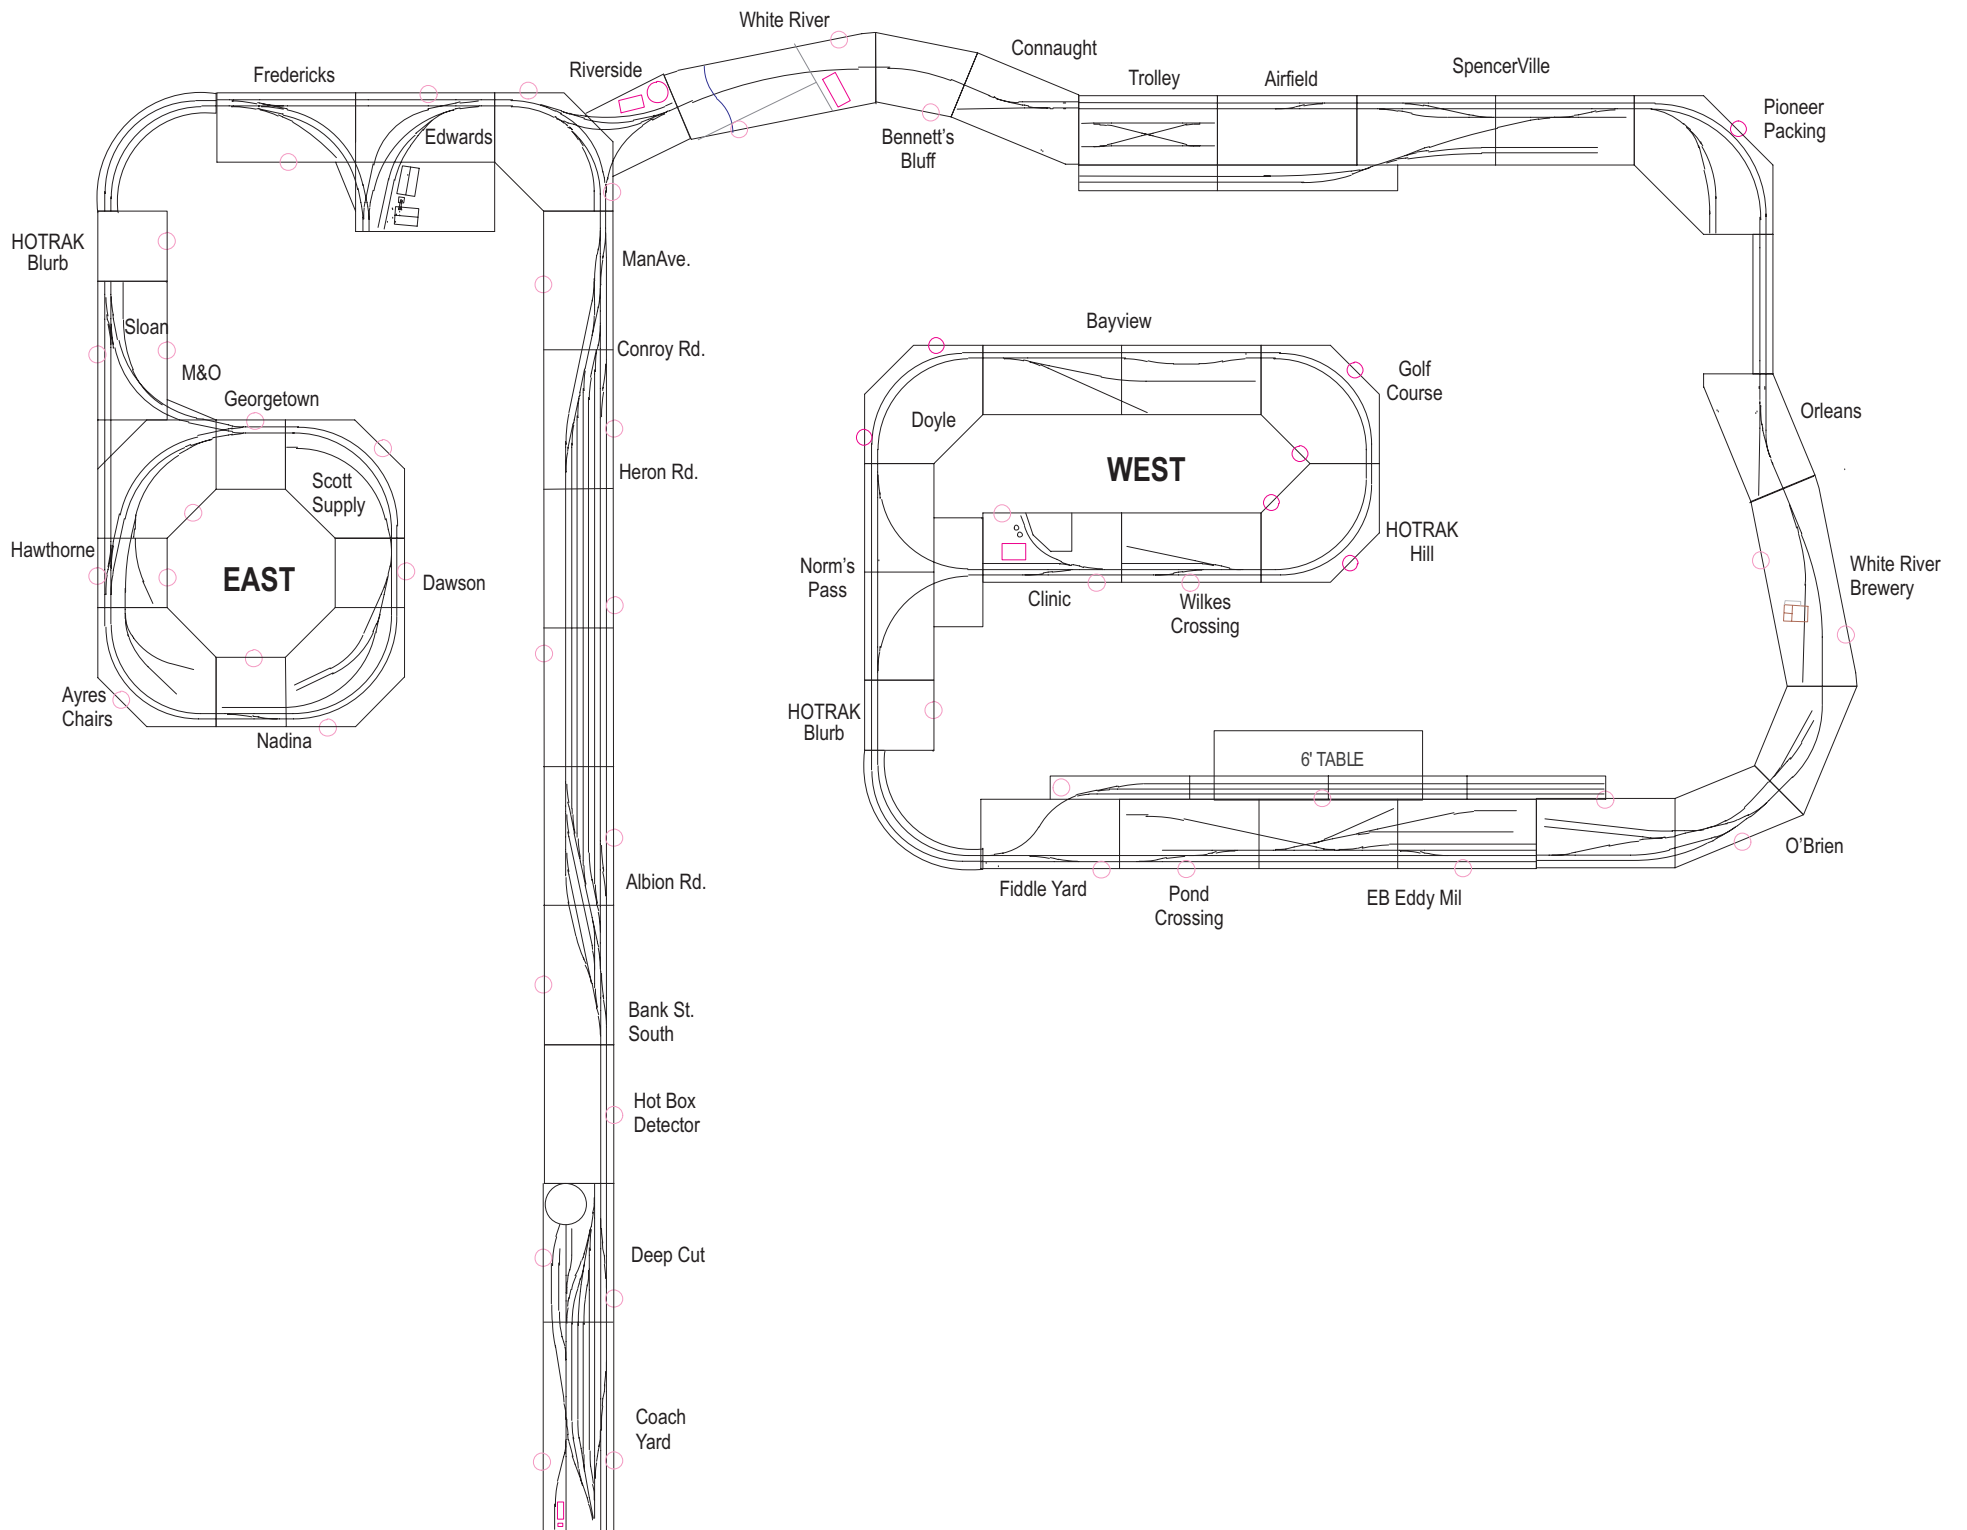 White River
Connaught
Riverside
Fredericks
Trolley
Airfield
SpencerVille
Pioneer
Packing
Edwards
Bennett's
Bluff
HOTRAK
Blurb
ManAve.
Sloan
Bayview
Conroy Rd.
M&O
Georgetown
Golf
Course
Doyle
Orleans
Heron Rd.
WEST
Scott
Supply
HOTRAK
Hill
Hawthorne
EAST
Dawson
Norm's
Pass
Clinic
Wilkes
Crossing
White River
Brewery
Ayres
Chairs
Nadina
HOTRAK
Blurb
6' TABLE
O'Brien
Albion Rd.
Fiddle Yard
Pond
Crossing
EB Eddy Mil
Bank St.
South
Hot Box
Detector
Deep Cut
Coach
Yard